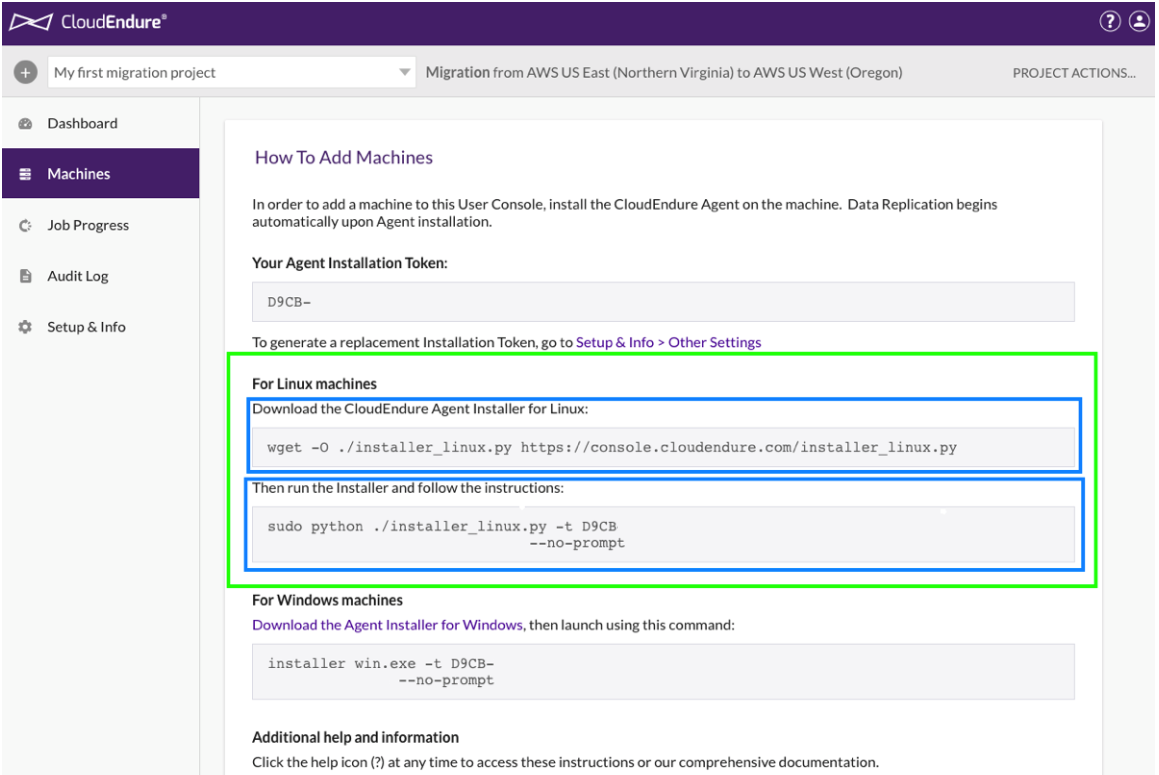 CloudEndure®
?
+ My first migration project Migration from AWS US East (Northern Virginia) to AWS US West (Oregon) PROJECT ACTIONS...
Dashboard
Machines
Job Progress
Audit Log
Setup & Info
How To Add Machines
In order to add a machine to this User Console, install the CloudEndure Agent on the machine. Data Replication begins
automatically upon Agent installation.
Your Agent Installation Token:
D9CB-
To generate a replacement Installation Token, go to Setup & Info > Other Settings
For Linux machines
Download the CloudEndure Agent Installer for Linux:
wget -O ./installer_linux.py https://console.cloudendure.com/installer_linux.py
Then run the Installer and follow the instructions:
sudo python ./installer_linux.py -t D9CB
--no-prompt
For Windows machines
Download the Agent Installer for Windows, then launch using this command:
installer win.exe -t D9CB-
--no-prompt
Additional help and information
Click the help icon (?) at any time to access these instructions or our comprehensive documentation.